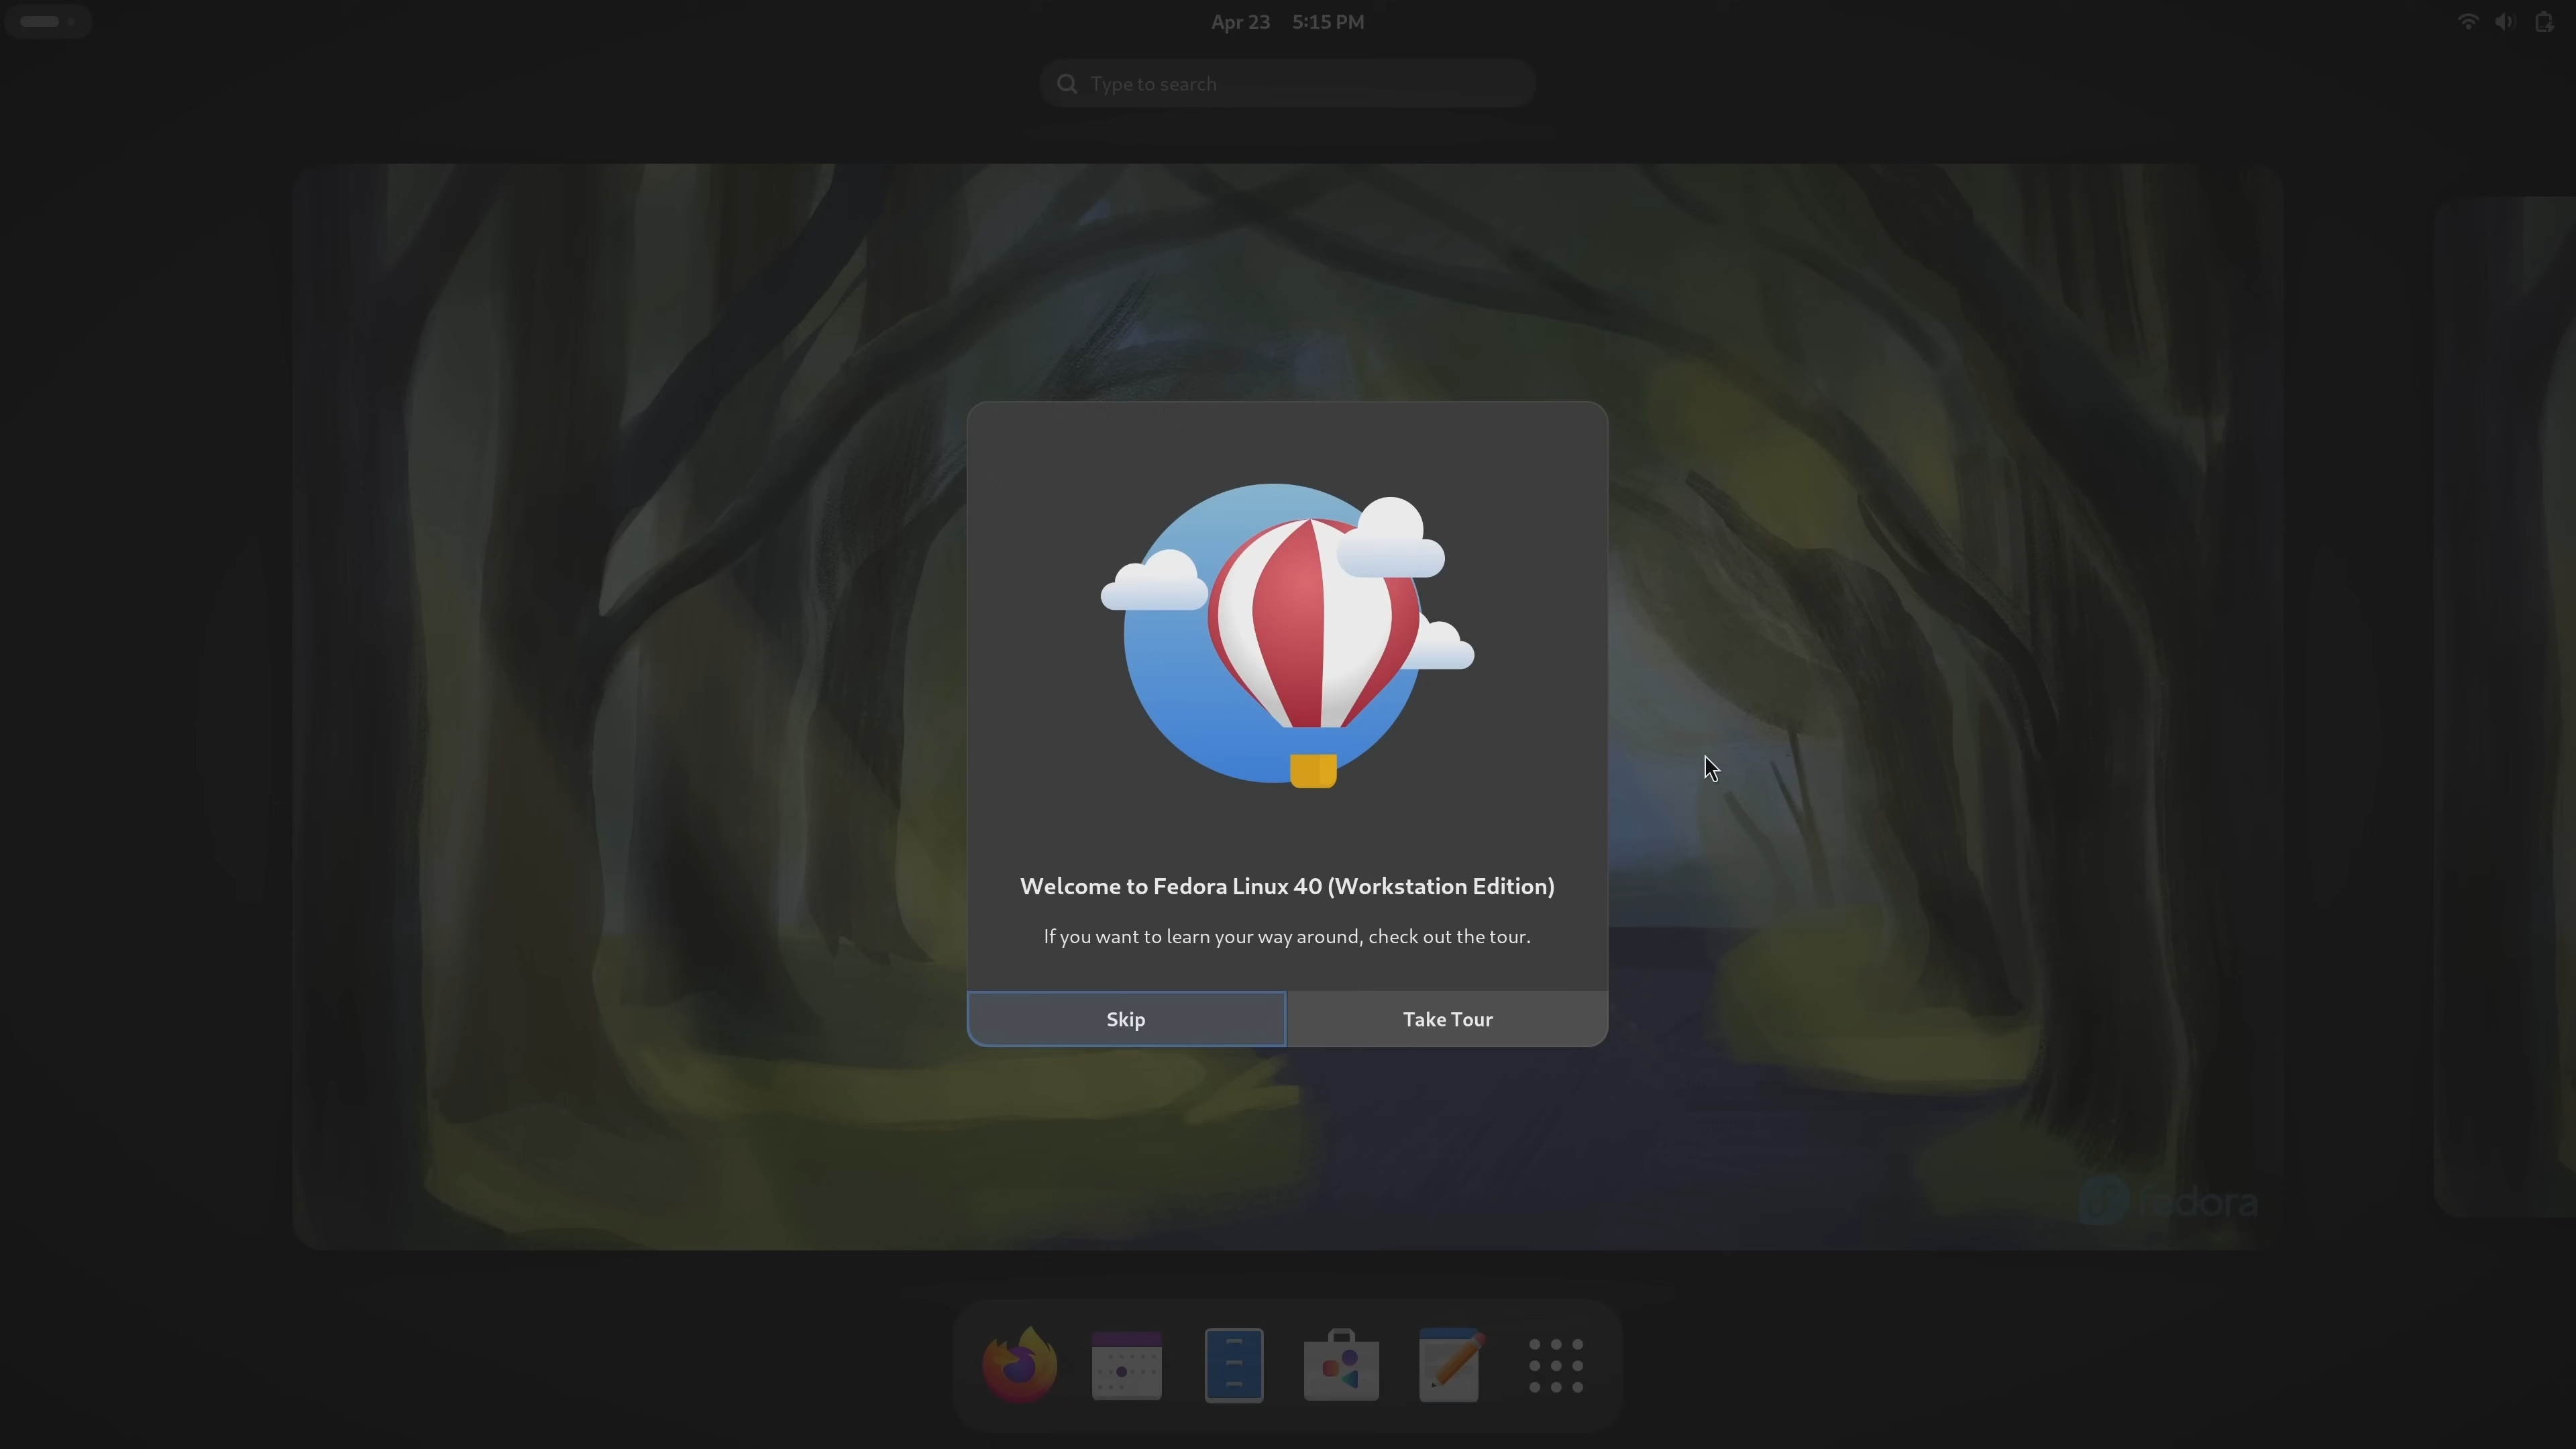 Apr 23 5:15 PM
Type to search
Welcome to Fedora Linux 40 (Workstation Edition)
If you want to learn your way around, check out the tour.
Skip Take Tour
fedora